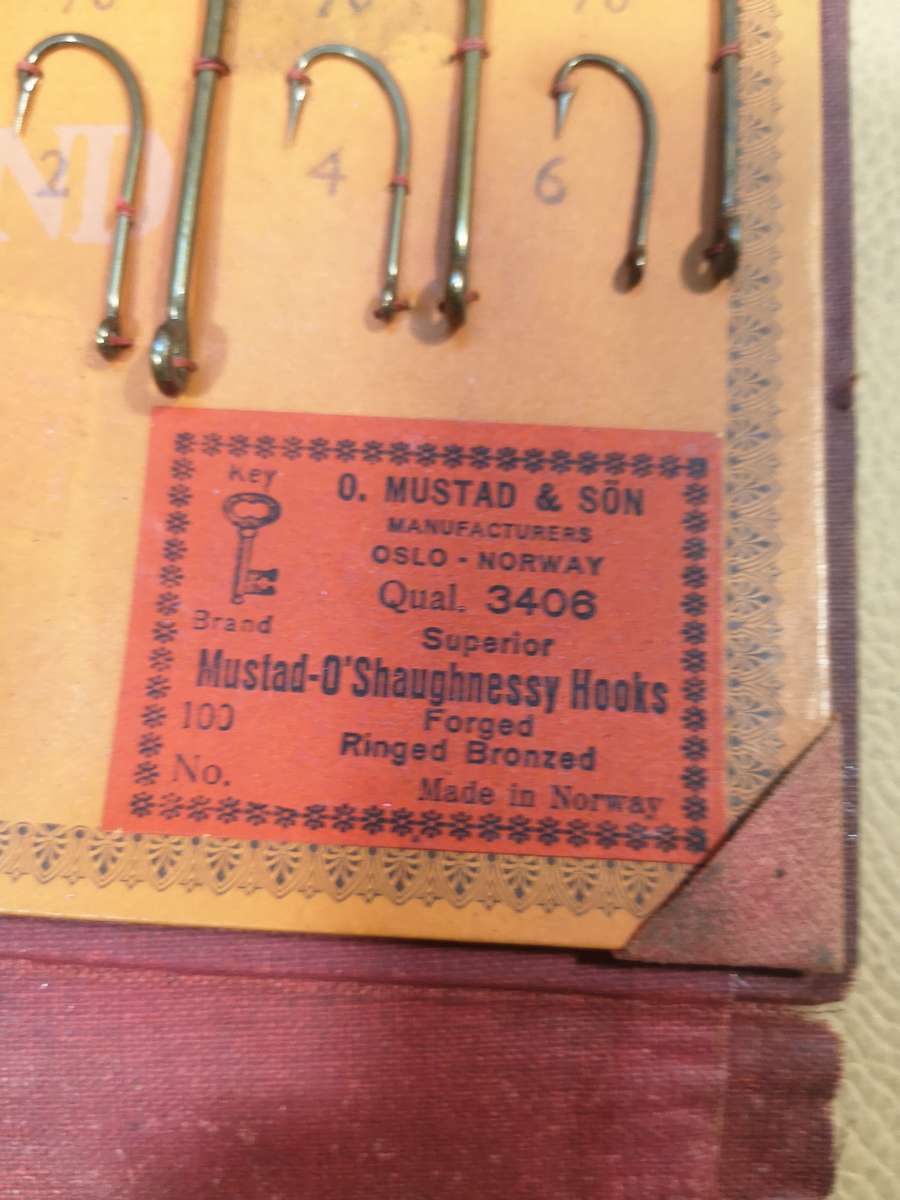 2
4
6
ND
Key
Brand
O. MUSTAD & SÖN
MANUFACTURERS
OSLO - NORWAY
Qual. 3406
Superior
Mustad-O'Shaughnessy Hooks
100
Forged
Ringed Bronzed
No.
Made in Norway